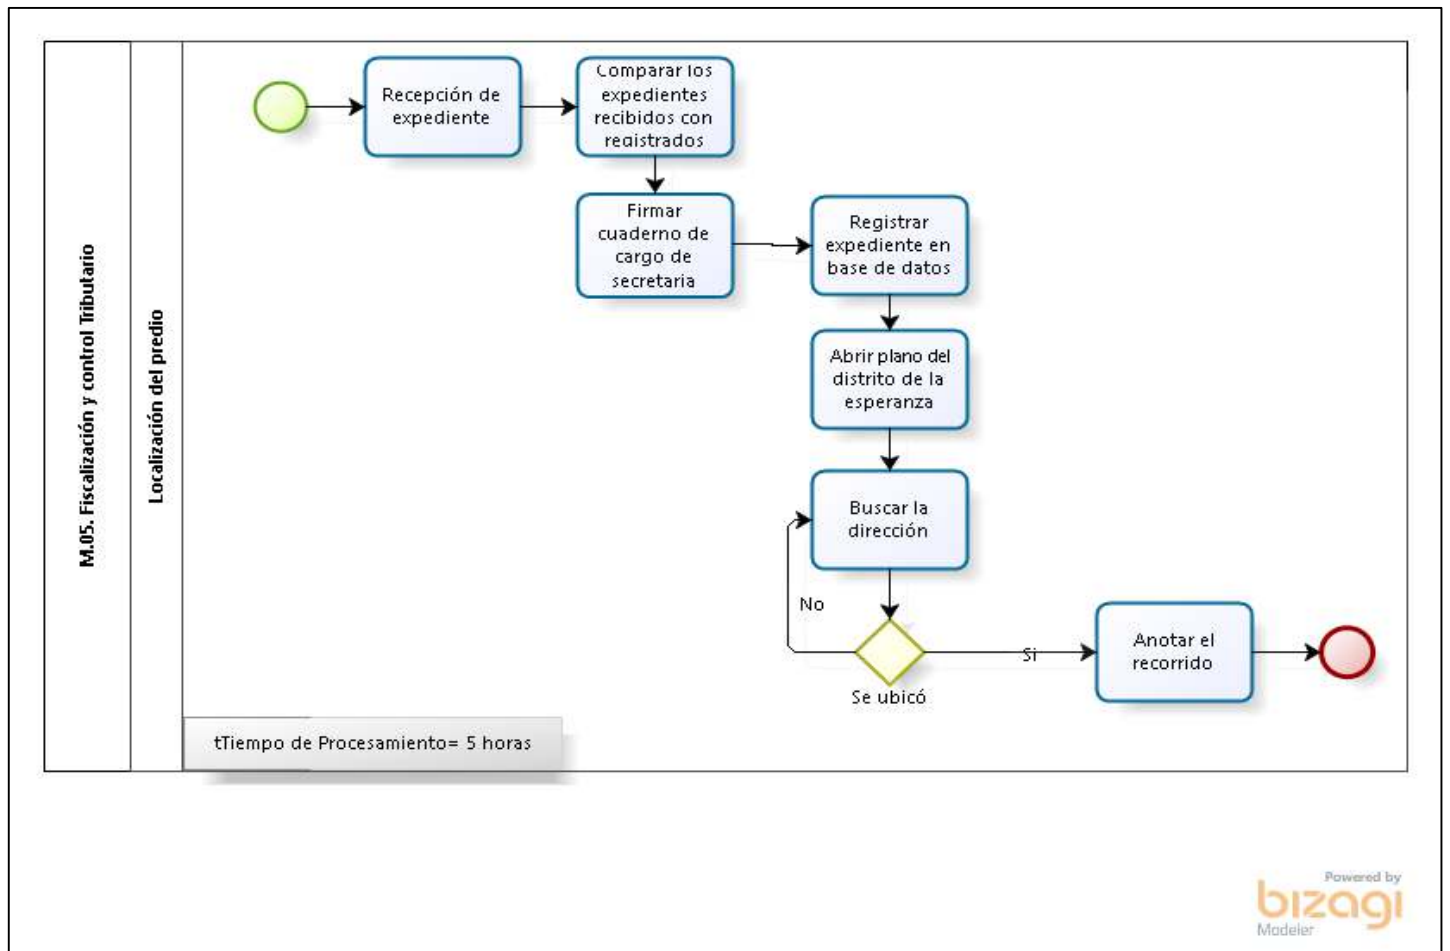 M.05. Fiscalización y control Tributario
Localización del predio
Recepción de
expediente
Comparar los
expedientes
recibidos con
registrados
Firmar
cuaderno de
cargo de
secretaria
Registrar
expediente en
base de datos
Abrir plano del
distrito de la
esperanza
Buscar la
dirección
No
Se ubicó
Si
Anotar el
recorrido
tTiempo de Procesamiento= 5 horas
Powered by
bizagi
Modeler